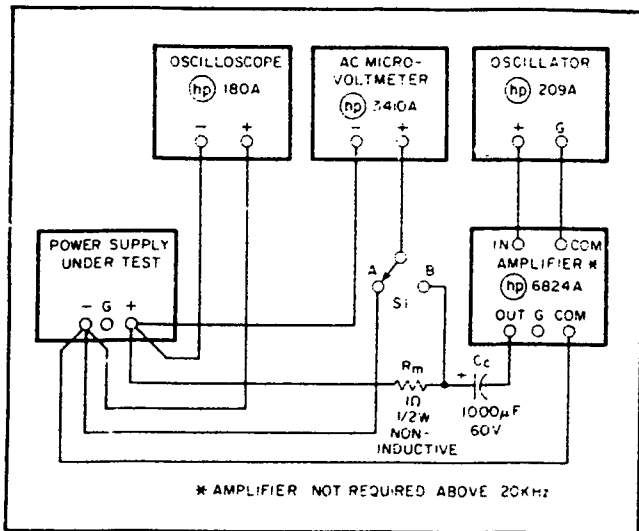 OSCILLOSCOPE
hp 180A
- +
AC MICRO-
VOLTMETER
hp 3410A
- +
OSCILLATOR
hp 209A
+ G
POWER SUPPLY
UNDER TEST
- G +
A
B
S1
IN COM
AMPLIFIER *
hp 6824A
OUT G COM
Rm
1Ω
1/2W
NON-
INDUCTIVE
+ Cc
1000µF
60V
* AMPLIFIER NOT REQUIRED ABOVE 20KHz